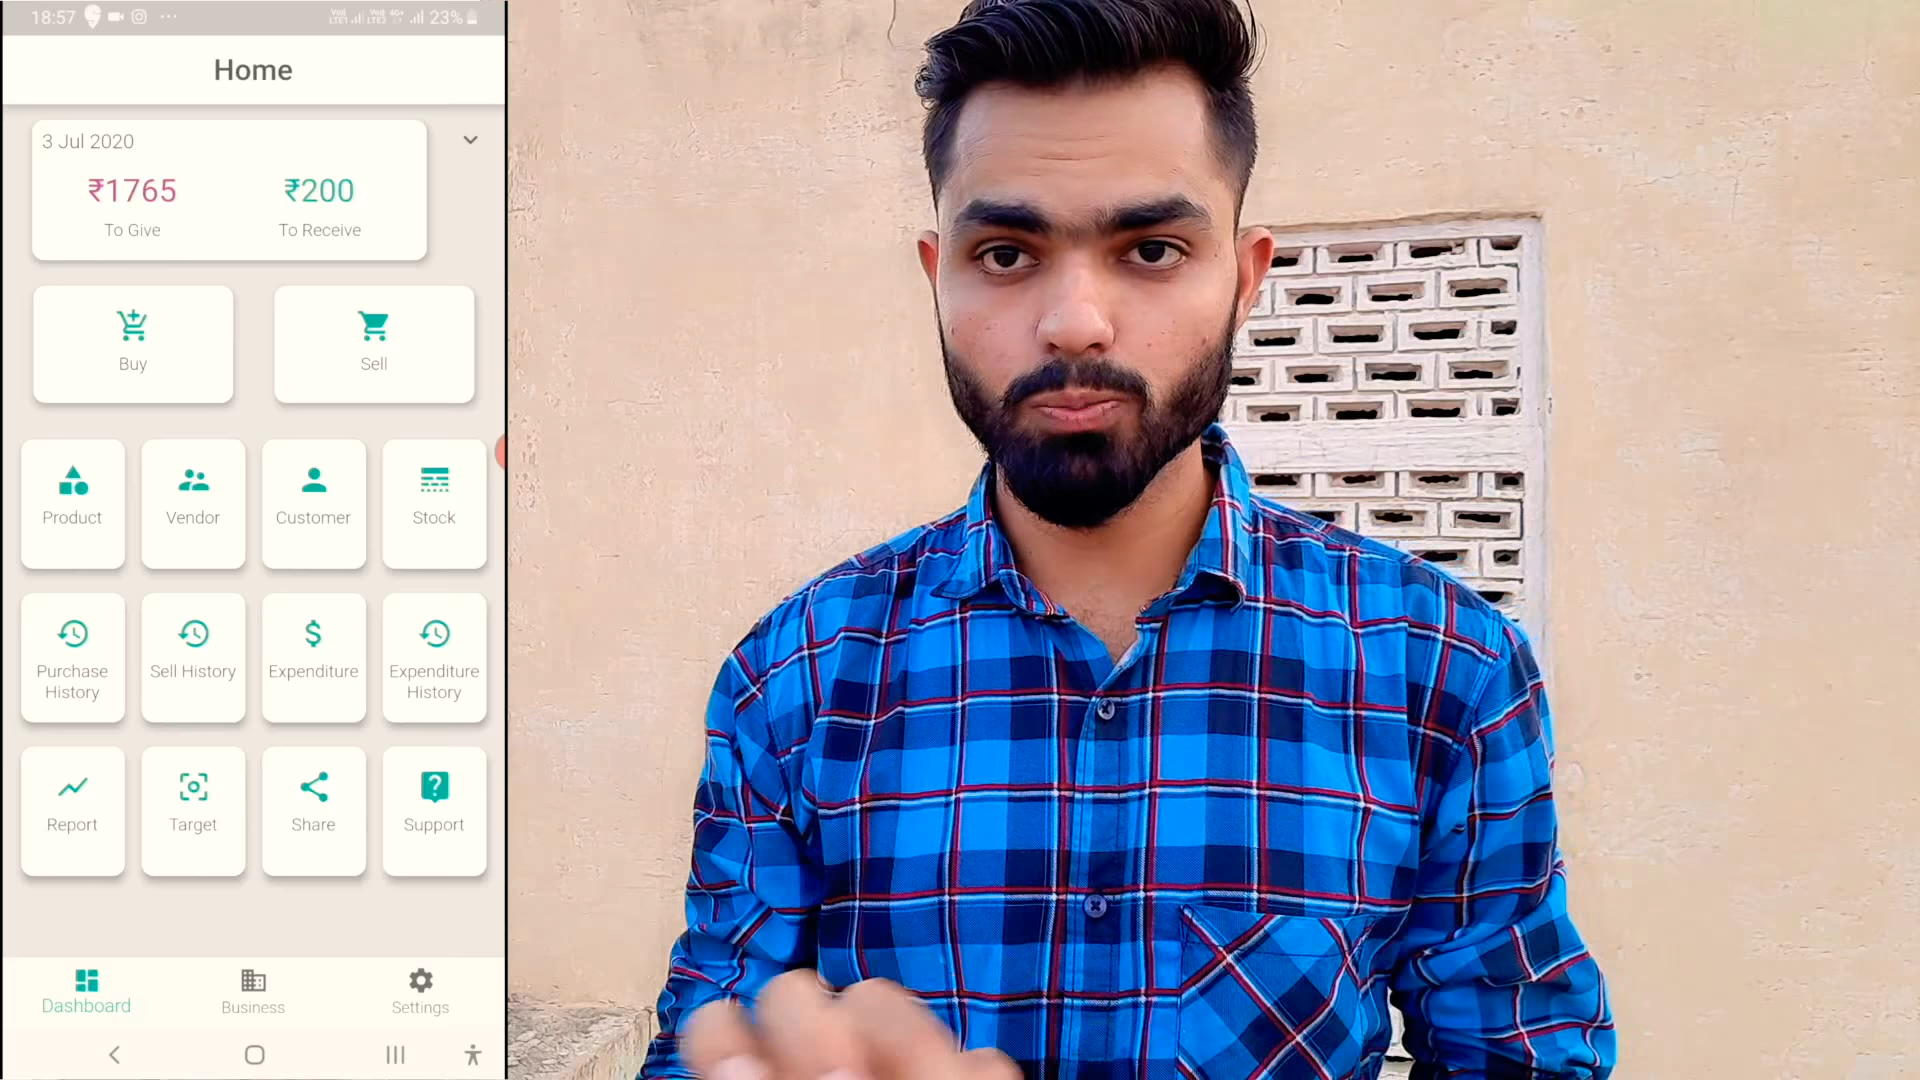 18:57
23%
Home
3 Jul 2020
₹1765 ₹200
To Give To Receive
Buy Sell
Product Vendor Customer Stock
Purchase History Sell History Expenditure Expenditure History
Report Target Share Support
Dashboard Business Settings